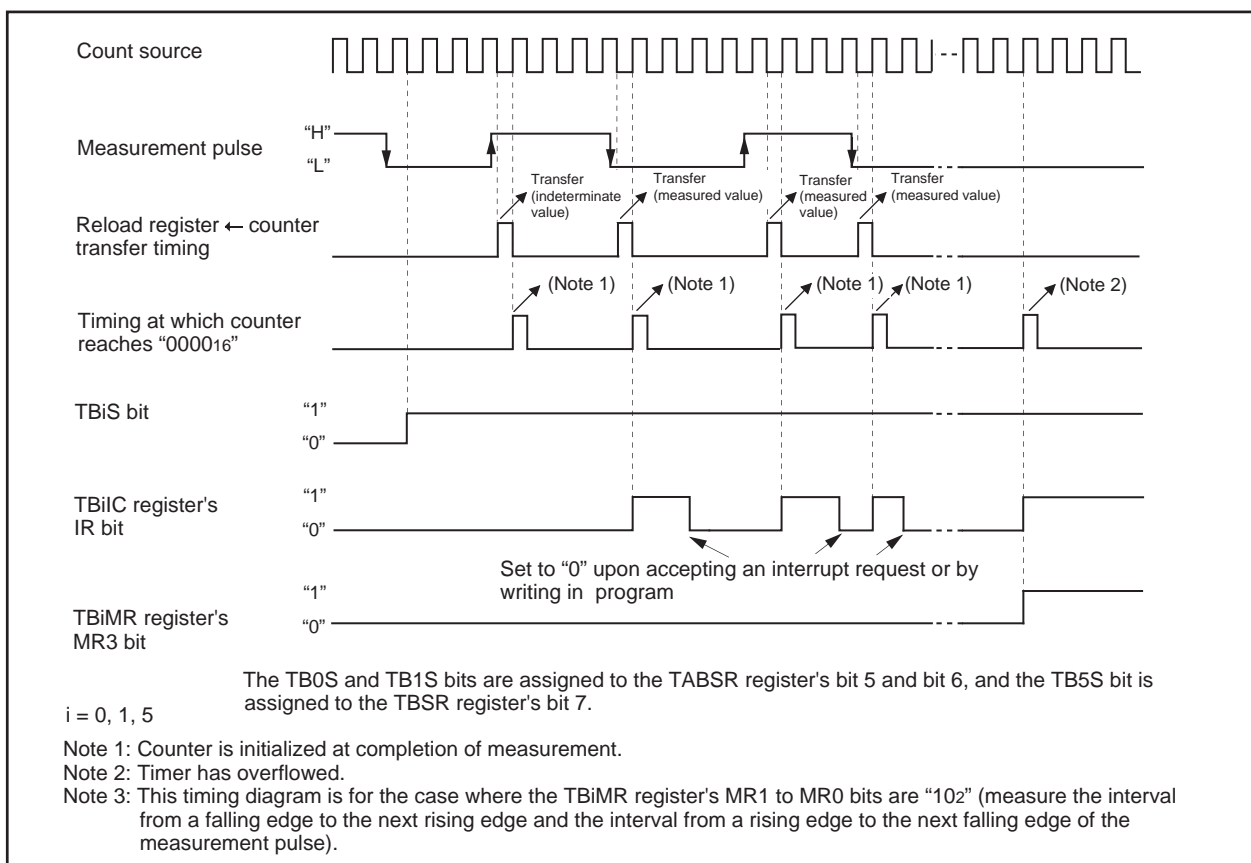 Count source
Measurement pulse
“H”
“L”
Transfer
(indeterminate
value)
Transfer
(measured value)
Transfer
(measured
value)
Transfer
(measured value)
Reload register ← counter
transfer timing
(Note 1)
(Note 1)
(Note 1)
(Note 1)
(Note 2)
Timing at which counter
reaches “000016”
TBiS bit
“1”
“0”
TBiIC register's
IR bit
“1”
“0”
Set to “0” upon accepting an interrupt request or by
writing in program
TBiMR register's
MR3 bit
“1”
“0”
The TB0S and TB1S bits are assigned to the TABSR register's bit 5 and bit 6, and the TB5S bit is
assigned to the TBSR register's bit 7.
i = 0, 1, 5
Note 1: Counter is initialized at completion of measurement.
Note 2: Timer has overflowed.
Note 3: This timing diagram is for the case where the TBiMR register's MR1 to MR0 bits are “102” (measure the interval
from a falling edge to the next rising edge and the interval from a rising edge to the next falling edge of the
measurement pulse).